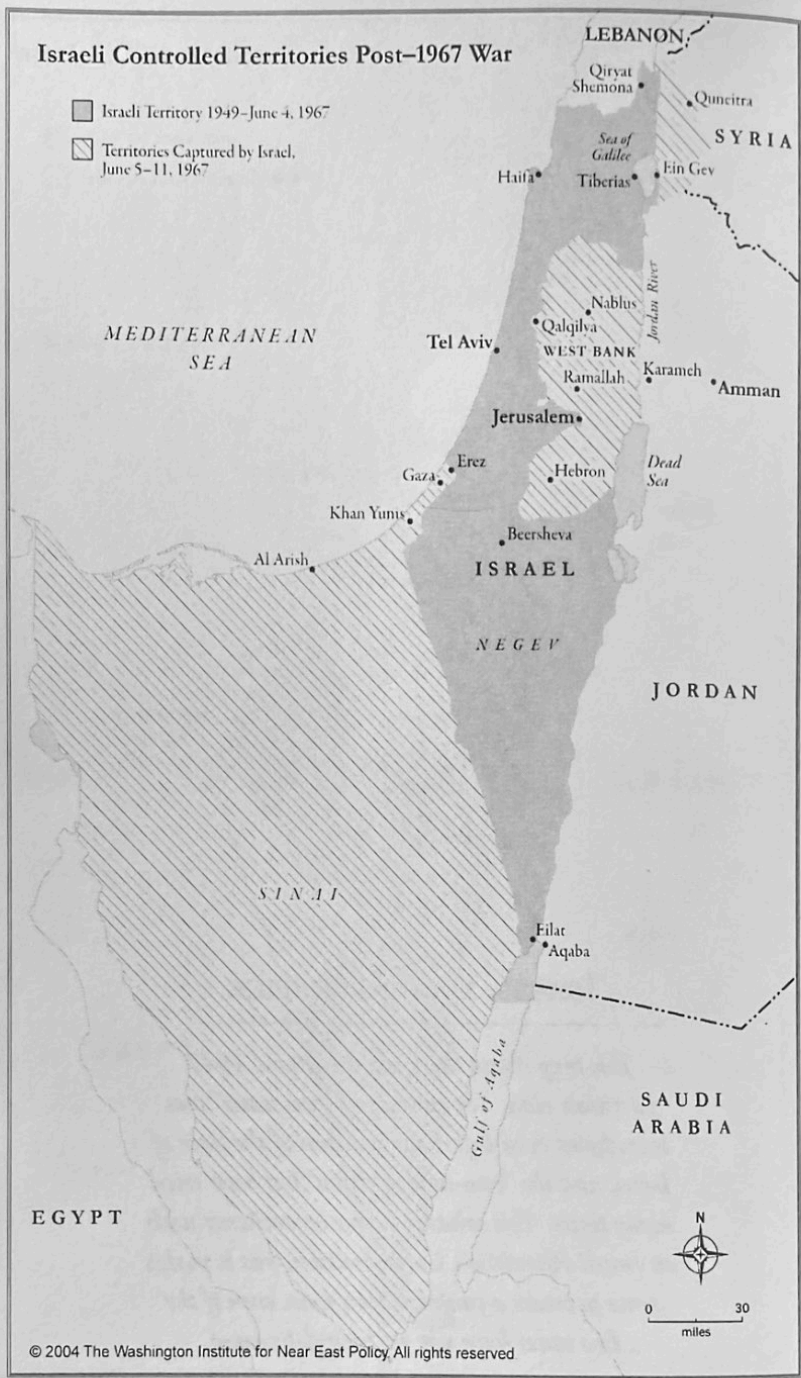 Israeli Controlled Territories Post–1967 War
Israeli Territory 1949–June 4, 1967
Territories Captured by Israel,
June 5–11, 1967
LEBANON
Qiryat
Shemona
Quneitra
SYRIA
Sea of
Galilee
Haifa
Tiberias
Ein Gev
Jordan River
Nablus
MEDITERRANEAN
SEA
Qalqilya
Tel Aviv
WEST BANK
Ramallah
Karameh
Amman
Jerusalem
Erez
Gaza
Hebron
Dead
Sea
Khan Yunis
Beersheva
Al Arish
ISRAEL
NEGEV
JORDAN
SINAI
Eilat
Aqaba
Gulf of Aqaba
SAUDI
ARABIA
EGYPT
N
0 30
miles
© 2004 The Washington Institute for Near East Policy. All rights reserved